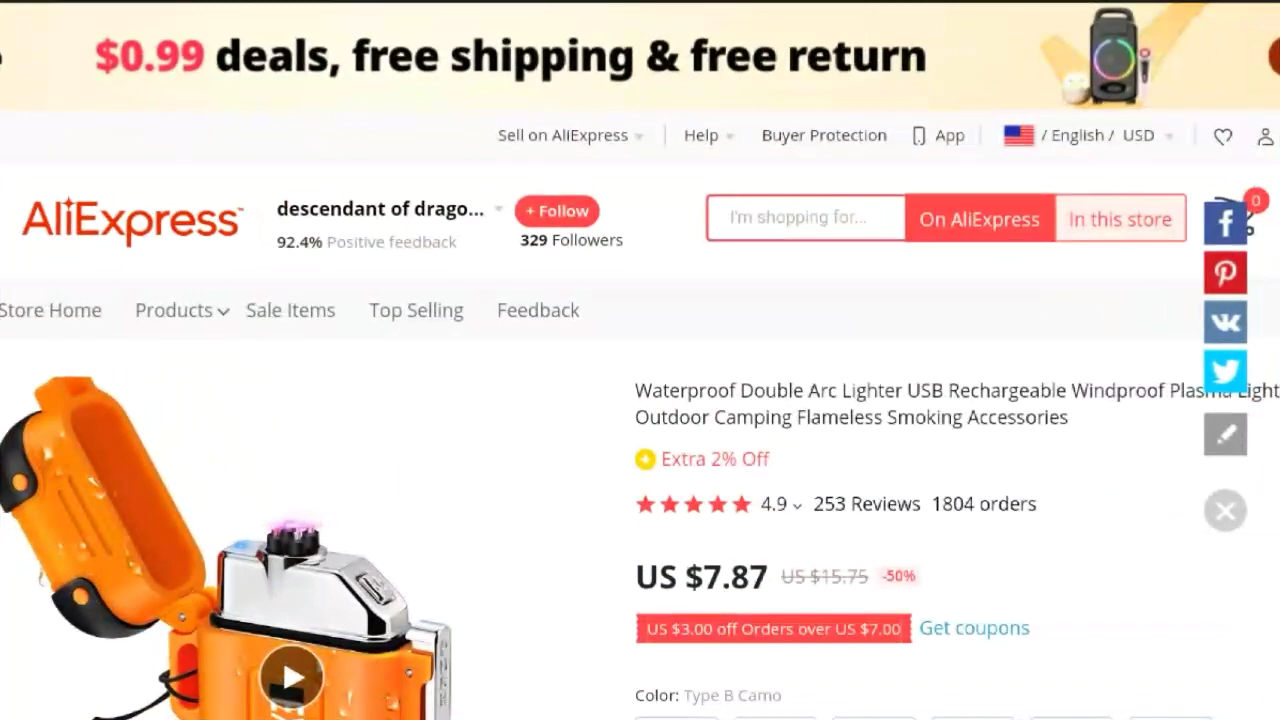 $0.99 deals, free shipping & free return
Sell on AliExpress
Help
Buyer Protection
App
/ English / USD
AliExpress™
descendant of drago...
+ Follow
92.4% Positive feedback
329 Followers
I'm shopping for...
On AliExpress
In this store
0
Store Home
Products
Sale Items
Top Selling
Feedback
Waterproof Double Arc Lighter USB Rechargeable Windproof Plasma Light
Outdoor Camping Flameless Smoking Accessories
Extra 2% Off
4.9
253 Reviews
1804 orders
US $7.87
US $15.75
-50%
US $3.00 off Orders over US $7.00
Get coupons
Color: Type B Camo